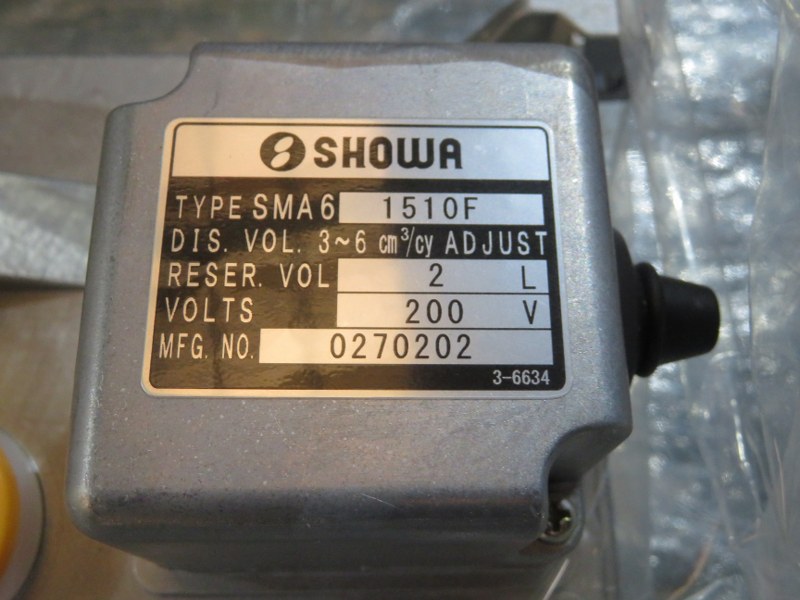 SHOWA
TYPE SMA6 1510F
DIS. VOL. 3~6 cm³/cy ADJUST
RESER. VOL 2 L
VOLTS 200 V
MFG. NO. 0270202
3-6634